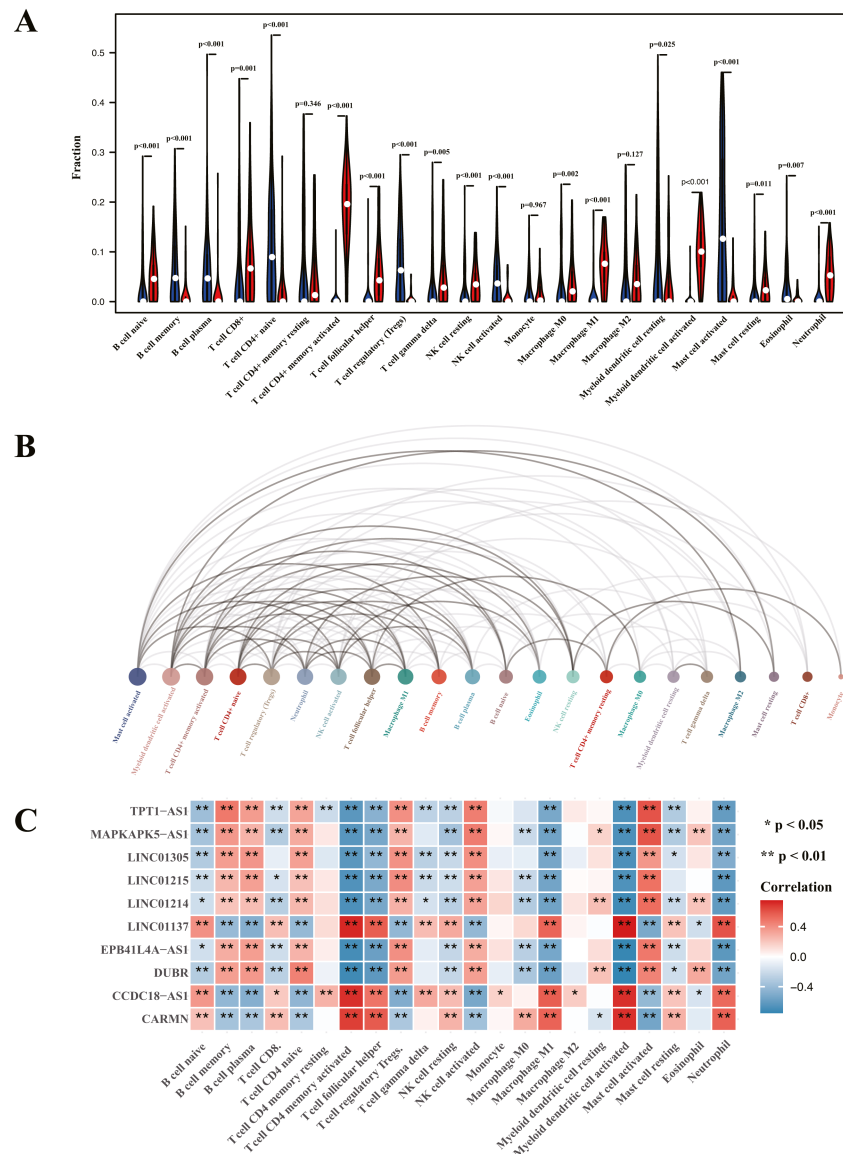 A
Fraction
0.5
0.4
0.3
0.2
0.1
0.0
p<0.001
p<0.001
p<0.001
p<0.001
p<0.001
p=0.346
p<0.001
p<0.001
p<0.001
p=0.005
p<0.001
p<0.001
p=0.967
p=0.002
p<0.001
p=0.127
p=0.025
p<0.001
p<0.001
p=0.011
p=0.007
p<0.001
B cell naive
B cell memory
B cell plasma
T cell CD8+
T cell CD4+ naive
T cell CD4+ memory resting
T cell CD4+ memory activated
T cell follicular helper
T cell regulatory (Tregs)
T cell gamma delta
NK cell resting
NK cell activated
Monocyte
Macrophage M0
Macrophage M1
Macrophage M2
Myeloid dendritic cell resting
Myeloid dendritic cell activated
Mast cell activated
Mast cell resting
Eosinophil
Neutrophil
B
Mast cell activated
Myeloid dendritic cell activated
T cell CD4+ memory activated
T cell CD4+ naive
T cell regulatory (Tregs)
Neutrophil
NK cell activated
T cell follicular helper
Macrophage M1
B cell memory
B cell plasma
B cell naive
Eosinophil
NK cell resting
T cell CD4+ memory resting
Macrophage M0
Myeloid dendritic cell resting
T cell gamma delta
Macrophage M2
Mast cell resting
T cell CD8+
Monocyte
C
TPT1−AS1 ** ** ** ** ** ** ** ** ** ** ** ** ** ** ** ** **
MAPKAPK5−AS1 ** ** ** ** ** ** ** ** ** ** ** ** * ** ** ** ** **
LINC01305 ** ** ** ** ** ** ** ** ** ** ** ** ** * **
LINC01215 ** ** ** * ** ** ** ** ** ** ** ** ** ** ** **
LINC01214 * ** ** ** ** ** ** ** * ** ** ** ** ** ** ** ** **
LINC01137 ** ** ** ** ** ** ** ** ** ** ** ** ** ** ** * **
EPB41L4A−AS1 * ** ** ** ** ** ** ** ** ** ** ** ** ** ** **
DUBR ** ** ** ** ** ** ** ** ** ** ** ** ** ** ** * ** **
CCDC18−AS1 ** ** ** * ** ** ** ** ** ** ** ** * ** * ** ** ** * **
CARMN ** ** ** ** ** ** ** ** ** ** ** ** * ** ** ** **
* p < 0.05
** p < 0.01
Correlation
0.4
0.0
−0.4
B cell naive
B cell memory
B cell plasma
T cell CD8.
T cell CD4 naive
T cell CD4 memory resting
T cell CD4 memory activated
T cell follicular helper
T cell regulatory Tregs.
T cell gamma delta
NK cell resting
NK cell activated
Monocyte
Macrophage M0
Macrophage M1
Macrophage M2
Myeloid dendritic cell resting
Myeloid dendritic cell activated
Mast cell activated
Mast cell resting
Eosinophil
Neutrophil